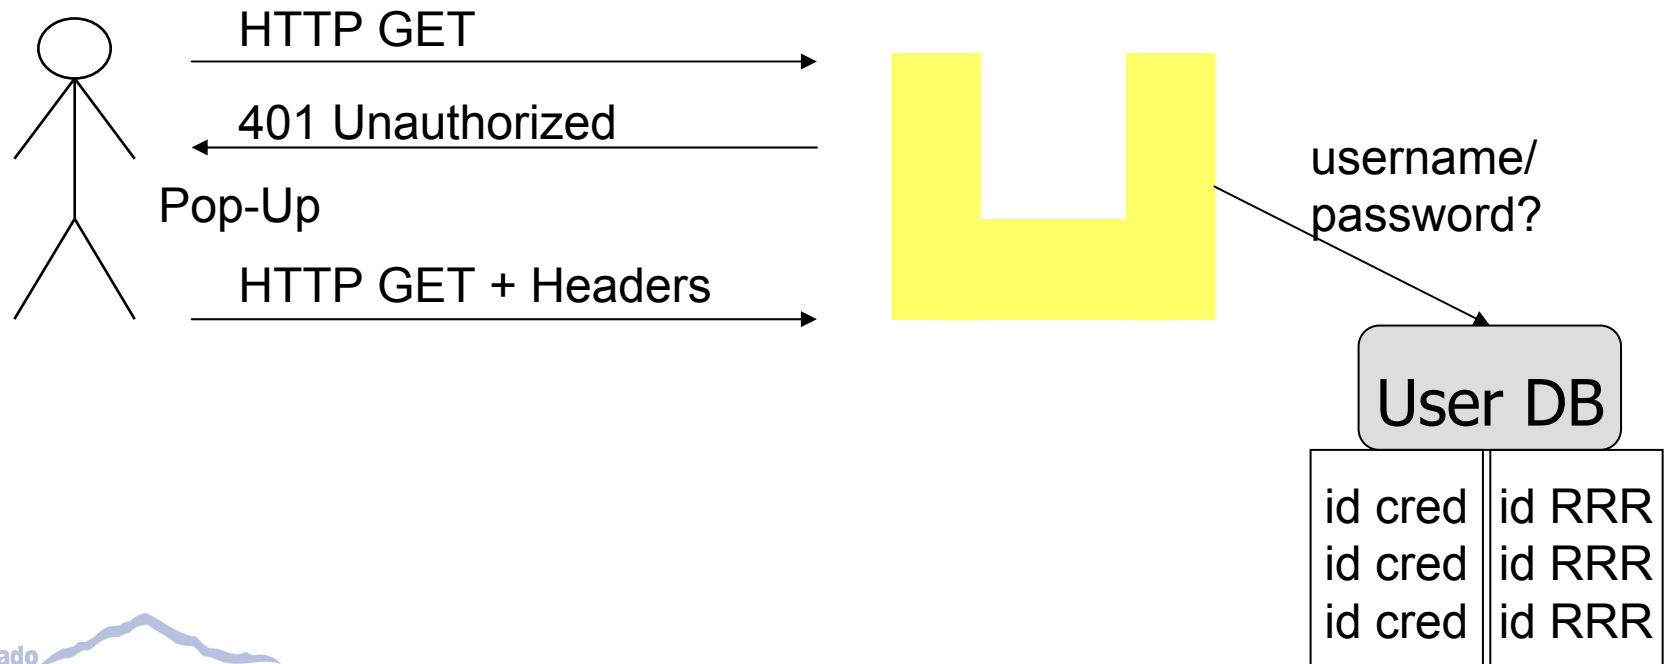 HTTP GET
401 Unauthorized
Pop-Up
HTTP GET + Headers
username/
password?
User DB
id cred id RRR
id cred id RRR
id cred id RRR
ado